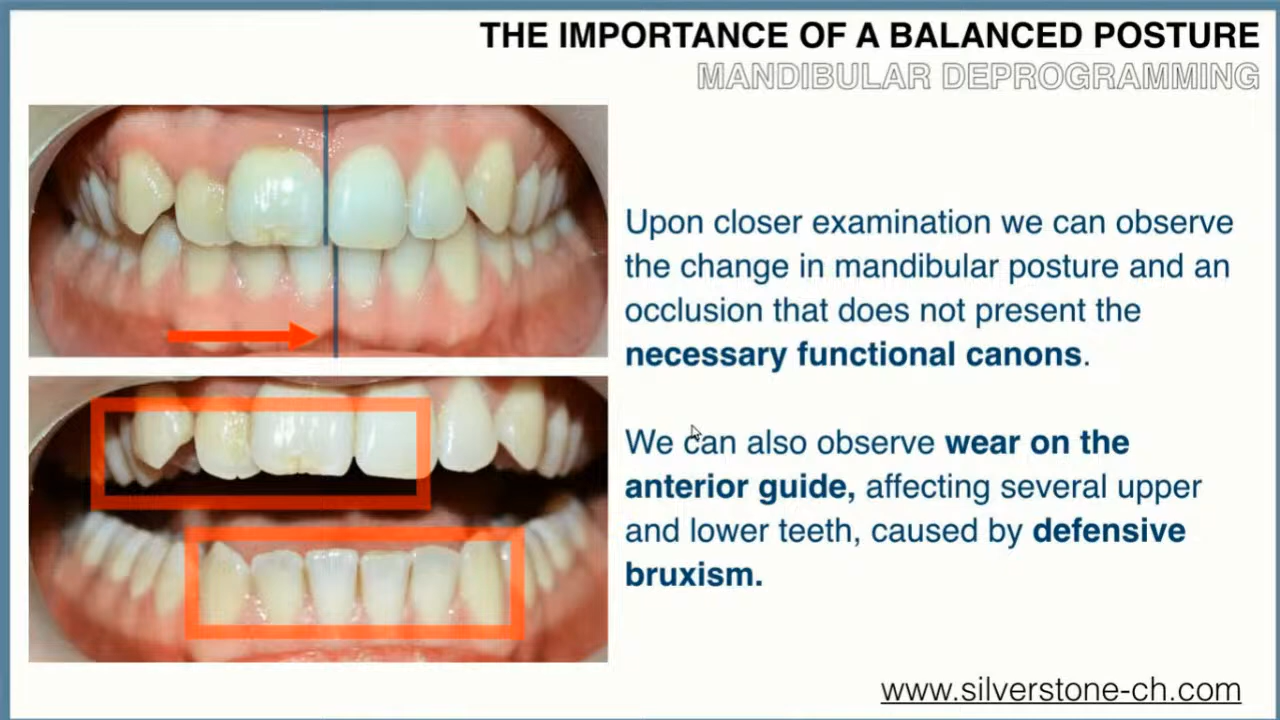 THE IMPORTANCE OF A BALANCED POSTURE
MANDIBULAR DEPROGRAMMING
Upon closer examination we can observe
the change in mandibular posture and an
occlusion that does not present the
necessary functional canons.
We can also observe wear on the
anterior guide, affecting several upper
and lower teeth, caused by defensive
bruxism.
www.silverstone-ch.com